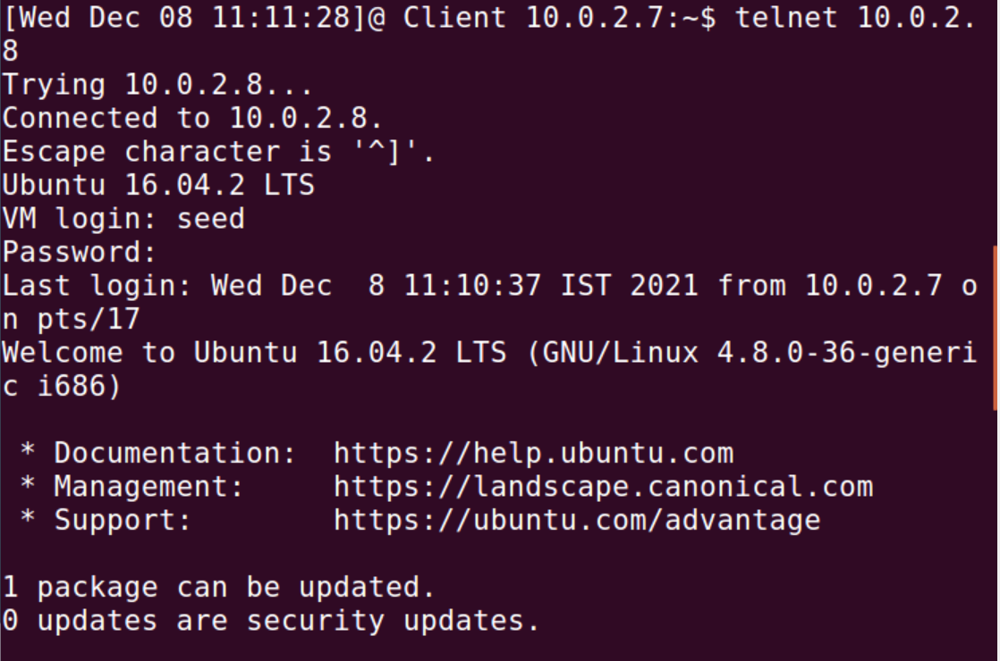 [Wed Dec 08 11:11:28]@ Client 10.0.2.7:~$ telnet 10.0.2.
8
Trying 10.0.2.8...
Connected to 10.0.2.8.
Escape character is '^]'.
Ubuntu 16.04.2 LTS
VM login: seed
Password:
Last login: Wed Dec  8 11:10:37 IST 2021 from 10.0.2.7 o
n pts/17
Welcome to Ubuntu 16.04.2 LTS (GNU/Linux 4.8.0-36-generi
c i686)

 * Documentation:  https://help.ubuntu.com
 * Management:     https://landscape.canonical.com
 * Support:        https://ubuntu.com/advantage

1 package can be updated.
0 updates are security updates.